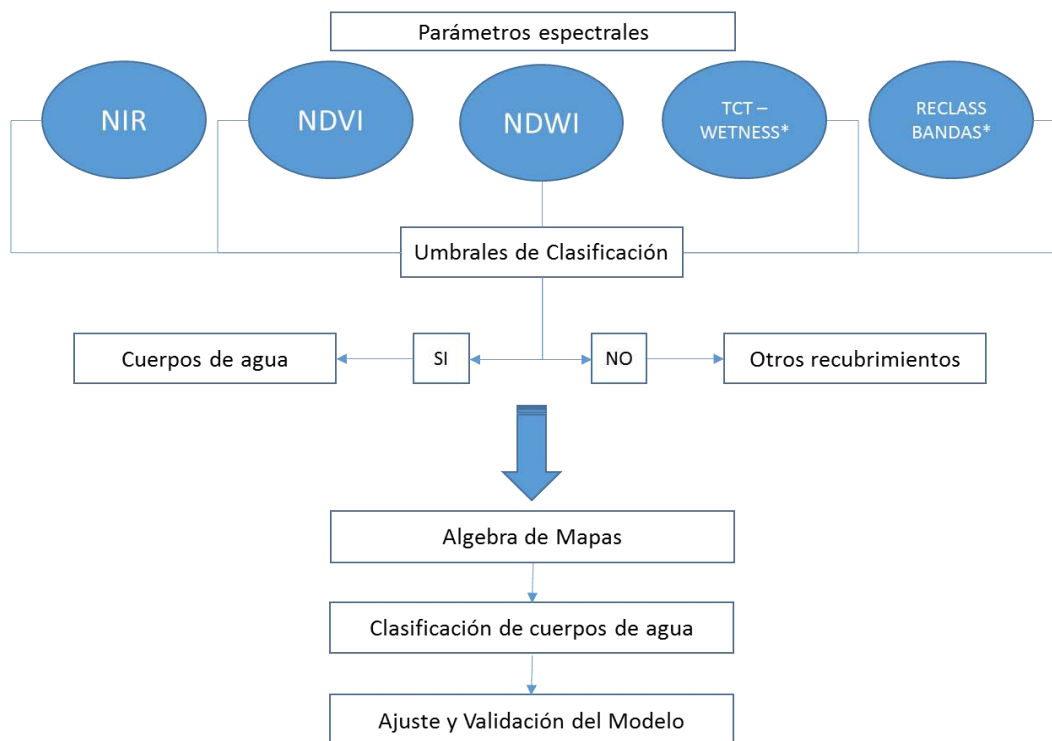 Parámetros espectrales
NIR
NDVI
NDWI
TCT –
WETNESS*
RECLASS
BANDAS*
Umbrales de Clasificación
Cuerpos de agua
SI
NO
Otros recubrimientos
Algebra de Mapas
Clasificación de cuerpos de agua
Ajuste y Validación del Modelo